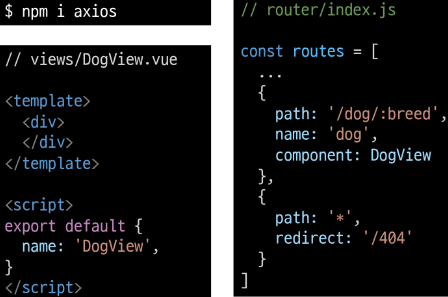 $ npm i axios
// views/DogView.vue
<template>
  <div>
  </div>
</template>
<script>
export default {
  name: 'DogView',
}
</script>
// router/index.js
const routes = [
  ...
  {
    path: '/dog/:breed',
    name: 'dog',
    component: DogView
  },
  {
    path: '*',
    redirect: '/404'
  }
]